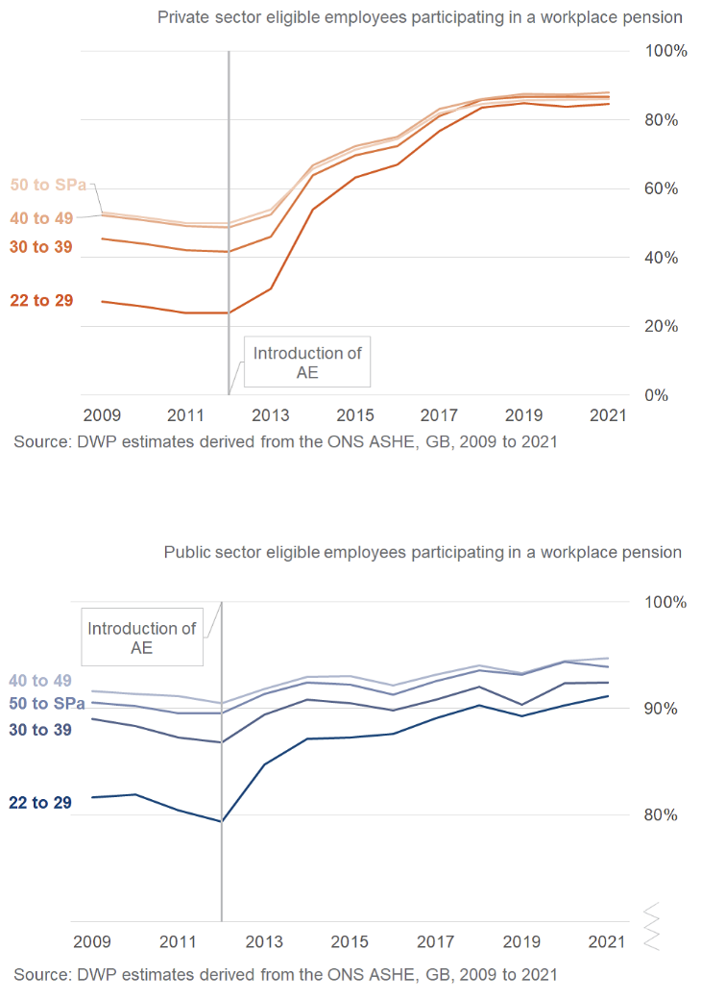 Private sector eligible employees participating in a workplace pension
100%
80%
60%
40%
20%
0%
50 to SPa
40 to 49
30 to 39
22 to 29
Introduction of
AE
2009 2011 2013 2015 2017 2019 2021
Source: DWP estimates derived from the ONS ASHE, GB, 2009 to 2021
Public sector eligible employees participating in a workplace pension
100%
90%
80%
Introduction of
AE
40 to 49
50 to SPa
30 to 39
22 to 29
2009 2011 2013 2015 2017 2019 2021
Source: DWP estimates derived from the ONS ASHE, GB, 2009 to 2021